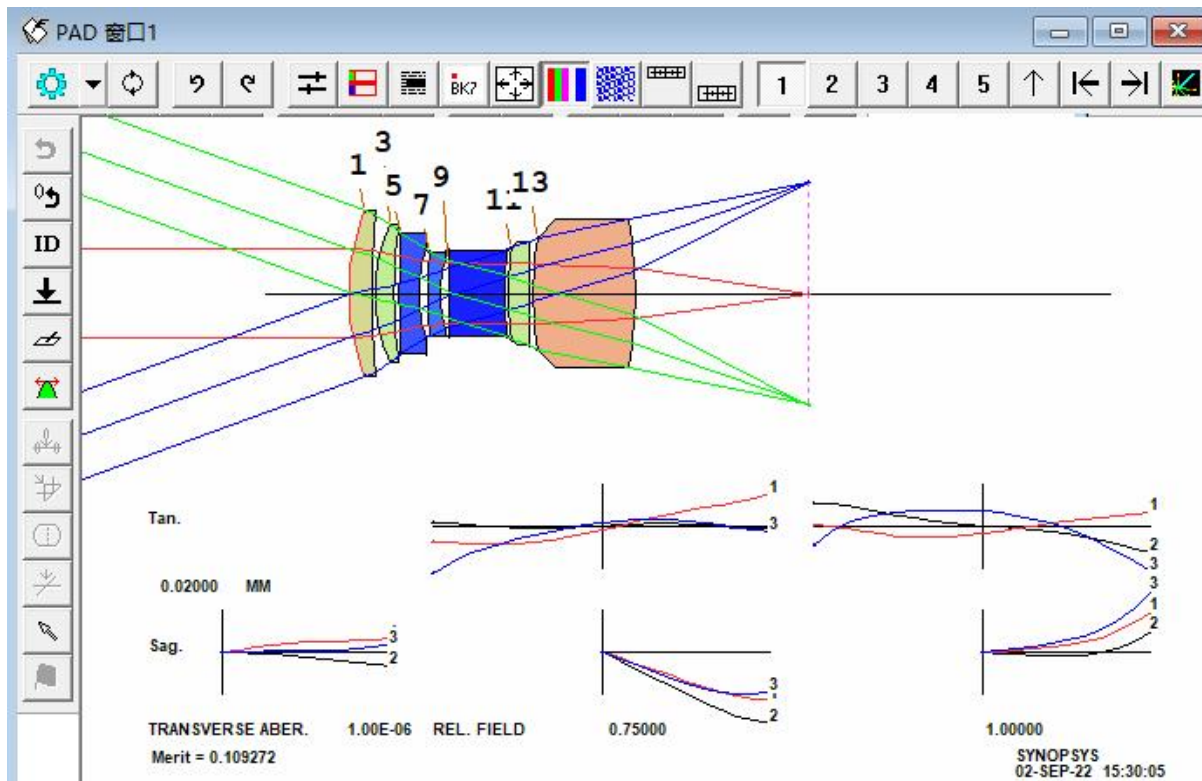 PAD 窗口1
BK7
1 2 3 4 5
0
ID
3
1 5 9 13
7 11
Tan.
1
3
1
2
3
0.02000 MM
Sag.
3
2
3
2
3
1
2
TRANSVERSE ABER. 1.00E-06 REL. FIELD 0.75000 1.00000
Merit = 0.109272
SYNOPSYS
02-SEP-22 15:30:05